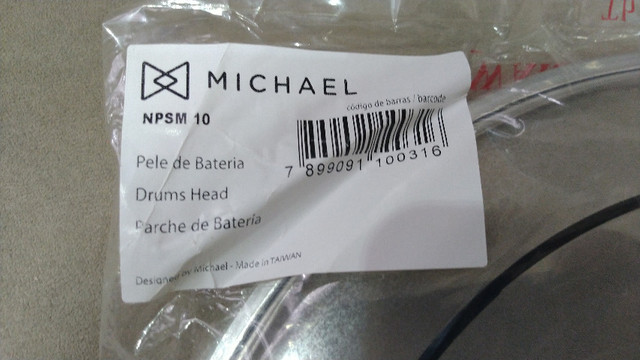 MICHAEL
NPSM 10
código de barras / barcode
7 899091 100316
Pele de Bateria
Drums Head
Parche de Bateria
Designed by Michael - Made in TAIWAN